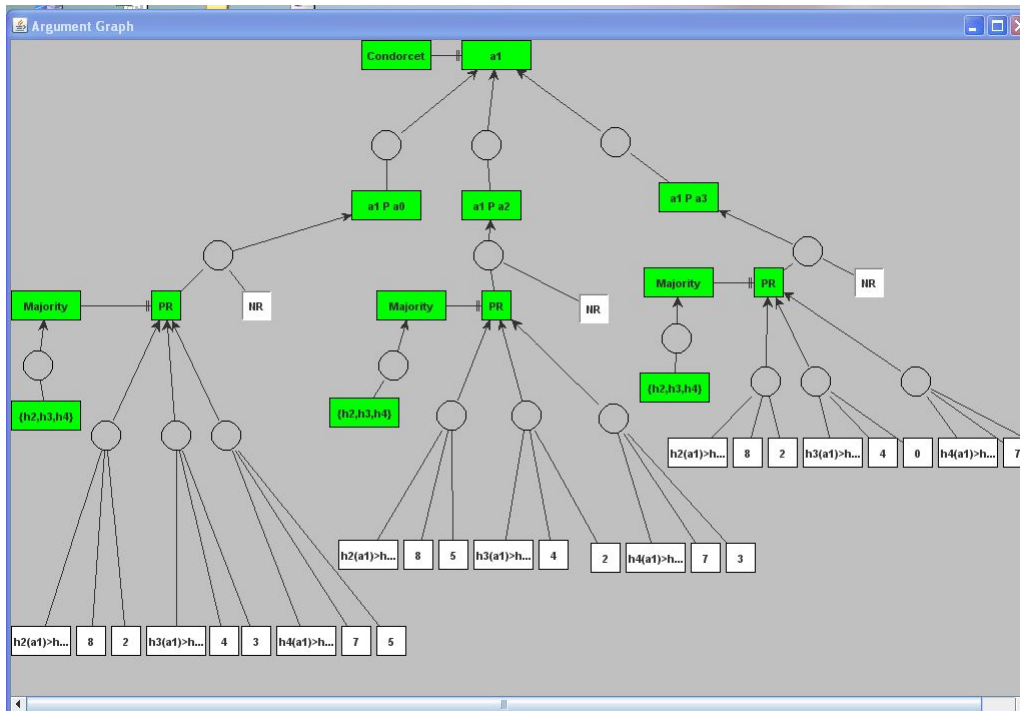 Argument Graph
Condorcet a1
a1 P a0 a1 P a2 a1 P a3
Majority PR NR
{h2,h3,h4}
h2(a1)>h... 8 2 h3(a1)>h... 4 3 h4(a1)>h... 7 5
Majority PR NR
{h2,h3,h4}
h2(a1)>h... 8 5 h3(a1)>h... 4 2 h4(a1)>h... 7 3
Majority PR NR
{h2,h3,h4}
h2(a1)>h... 8 2 h3(a1)>h... 4 0 h4(a1)>h... 7